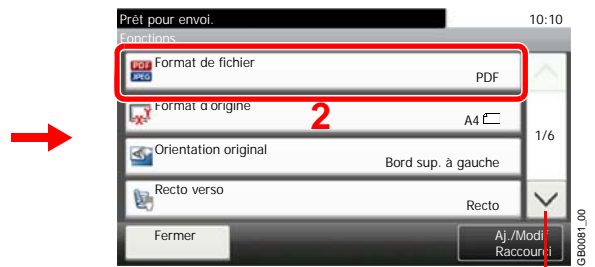 Prêt pour envoi.
10:10
Fonctions
PDF
JPEG
Format de fichier
PDF
Format d'origine
2
A4
1/6
Orientation original
Bord sup. à gauche
Recto verso
Recto
Fermer
Aj./Modif
Raccourci
GB0081_00